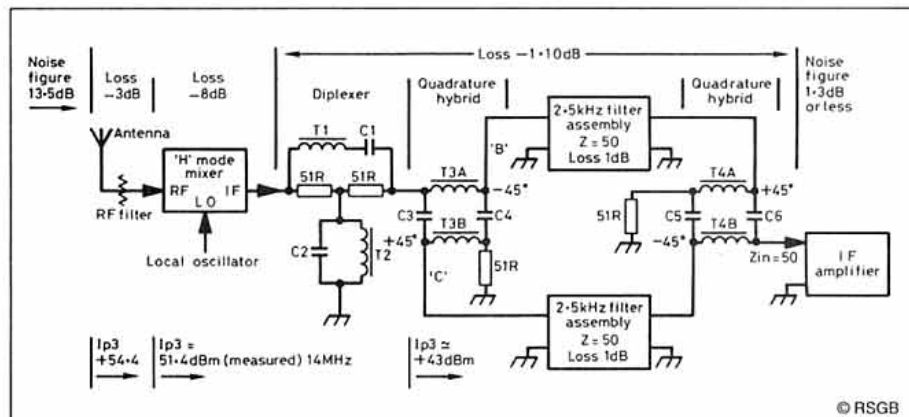 Loss −1·10dB
Noise figure 13·5dB
Loss −3dB
Loss −8dB
Diplexer
Quadrature hybrid
Quadrature hybrid
Noise figure 1·3dB or less
Antenna
RF filter
'H' mode mixer
RF IF
LO
Local oscillator
T1
C1
51R
51R
C2
T2
T3A
'B'
−45°
C3
C4
+45°
T3B
'C'
51R
2·5kHz filter assembly
Z = 50
Loss 1dB
2·5kHz filter assembly
Z = 50
Loss 1dB
51R
T4A
+45°
C5
C6
−45°
T4B
Zin = 50
IF amplifier
Ip3 +54·4
Ip3 = 51·4dBm (measured) 14MHz
Ip3 ≃ +43dBm
© RSGB